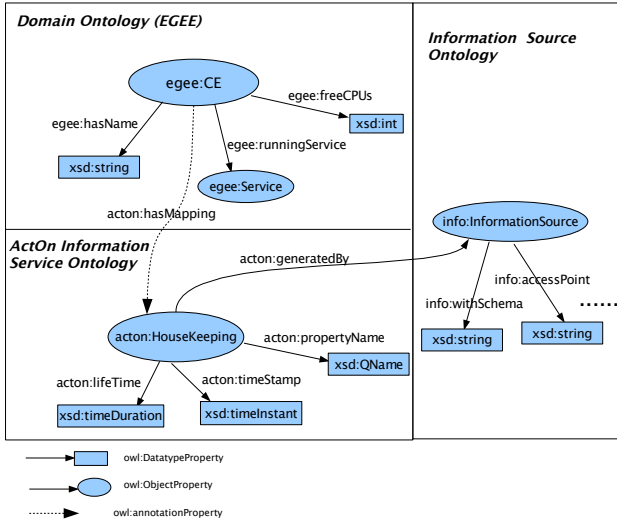 Domain Ontology (EGEE)
Information Source
Ontology
egee:CE
egee:freeCPUs
egee:hasName
xsd:int
egee:runningService
xsd:string
egee:Service
acton:hasMapping
info:InformationSource
ActOn Information
Service Ontology
acton:generatedBy
info:accessPoint
info:withSchema
......
acton:HouseKeeping
acton:propertyName
xsd:string
xsd:string
xsd:QName
acton:lifeTime
acton:timeStamp
xsd:timeDuration
xsd:timeInstant
owl:DatatypeProperty
owl:ObjectProperty
owl:annotationProperty